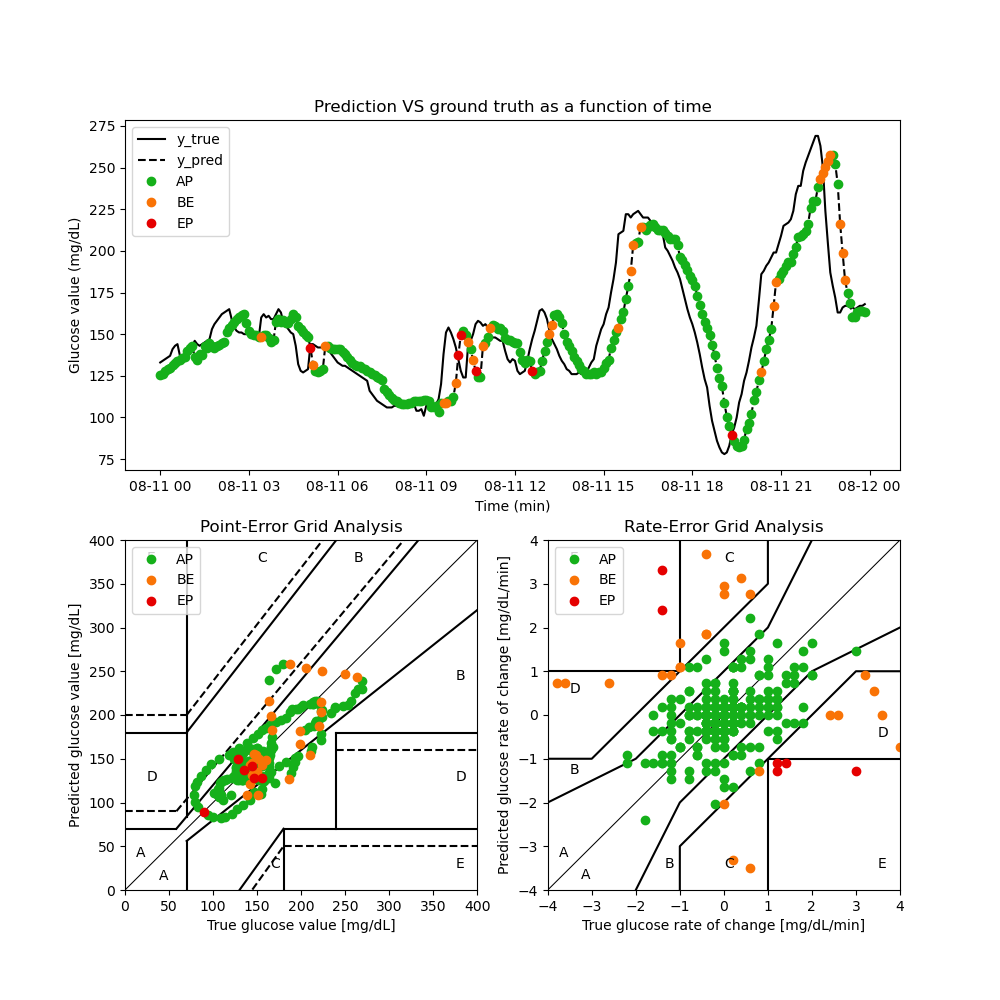 Prediction VS ground truth as a function of time
275
250
225
200
175
150
125
100
75
Glucose value (mg/dL)
y_true
y_pred
AP
BE
EP
08-11 00 08-11 03 08-11 06 08-11 09 08-11 12 08-11 15 08-11 18 08-11 21 08-12 00
Time (min)
Point-Error Grid Analysis
400
350
300
250
200
150
100
50
0
Predicted glucose value [mg/dL]
AP
BE
EP
C B
B
D D
A
A
C E
0 50 100 150 200 250 300 350 400
True glucose value [mg/dL]
Rate-Error Grid Analysis
4
3
2
1
0
−1
−2
−3
−4
Predicted glucose rate of change [mg/dL/min]
AP
BE
EP
C
D
D
B
A
A
B C E
−4 −3 −2 −1 0 1 2 3 4
True glucose rate of change [mg/dL/min]